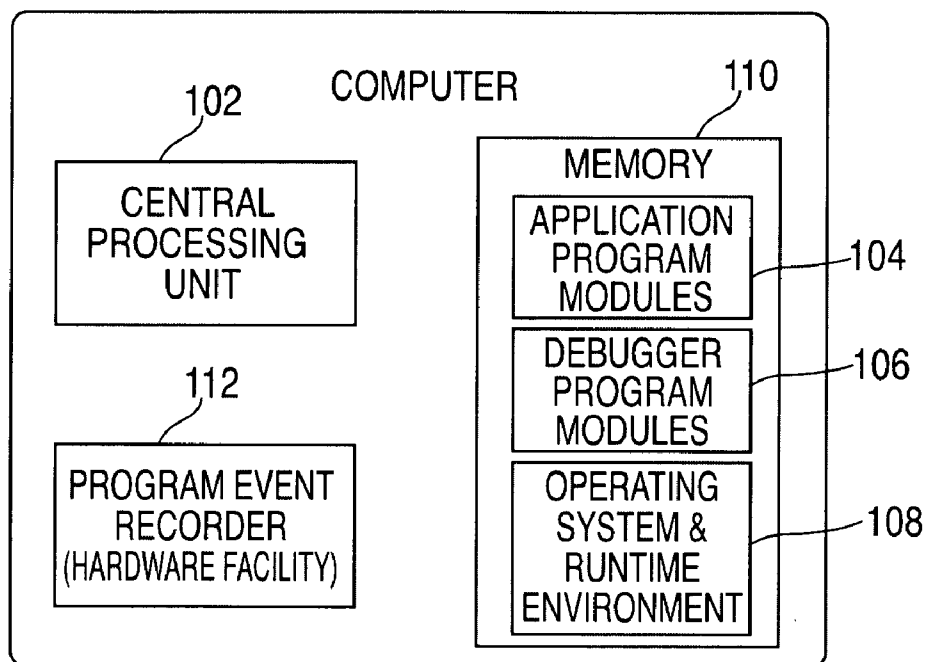 COMPUTER
102
CENTRAL
PROCESSING
UNIT
112
PROGRAM EVENT
RECORDER
(HARDWARE FACILITY)
110
MEMORY
APPLICATION
PROGRAM
MODULES
104
DEBUGGER
PROGRAM
MODULES
106
OPERATING
SYSTEM &
RUNTIME
ENVIRONMENT
108